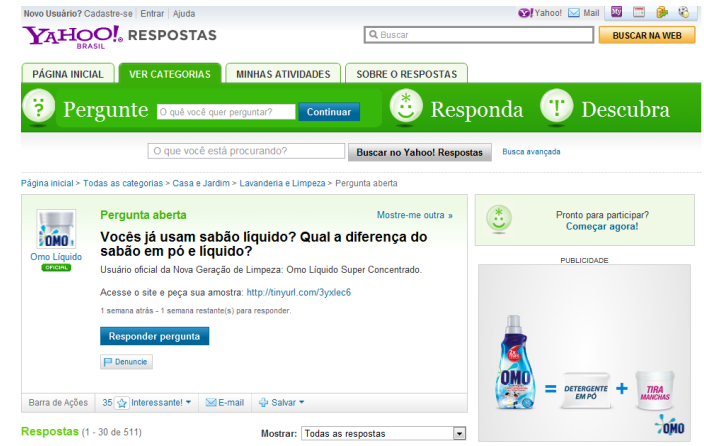 Novo Usuário? Cadastre-se Entrar Ajuda
Yahoo! Mail My
YAHOO! RESPOSTAS
BRASIL
Buscar
BUSCAR NA WEB
PÁGINA INICIAL VER CATEGORIAS MINHAS ATIVIDADES SOBRE O RESPOSTAS
Pergunte O quê você quer perguntar? Continuar Responda Descubra
O que você está procurando? Buscar no Yahoo! Respostas Busca avançada
Página inicial > Todas as categorias > Casa e Jardim > Lavanderia e Limpeza > Pergunta aberta
OMO
Omo Líquido
OFICIAL
Pergunta aberta Mostre-me outra »
Vocês já usam sabão líquido? Qual a diferença do
sabão em pó e líquido?
Usuário oficial da Nova Geração de Limpeza: Omo Líquido Super Concentrado.
Acesse o site e peça sua amostra: http://tinyurl.com/3yxlec6
1 semana atrás - 1 semana restante(s) para responder.
Responder pergunta
Denuncie
Barra de Ações 35 Interessante! E-mail Salvar
Respostas (1 - 30 de 511) Mostrar: Todas as respostas
Pronto para participar?
Começar agora!
PUBLICIDADE
OMO
=
DETERGENTE
EM PÓ
+
TIRA
MANCHAS
OMO